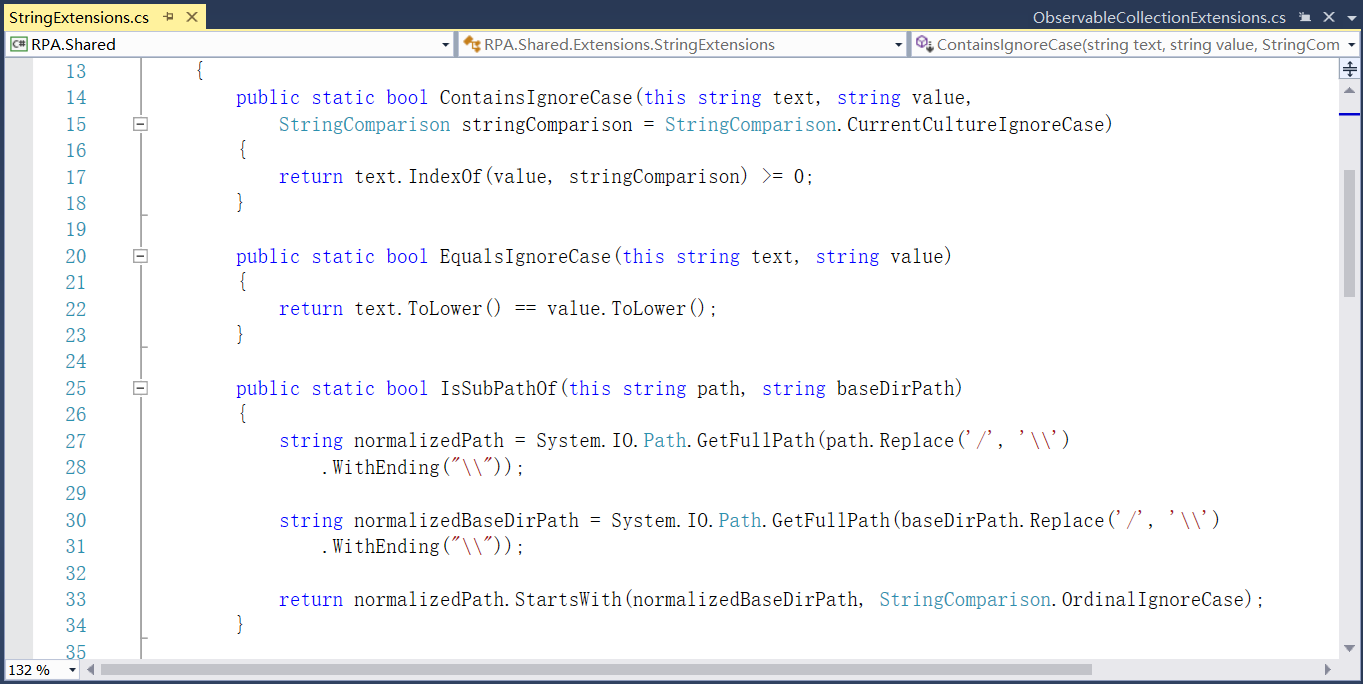 StringExtensions.cs
ObservableCollectionExtensions.cs
C# RPA.Shared
RPA.Shared.Extensions.StringExtensions
ContainsIgnoreCase(string text, string value, StringCom
13 {
14 public static bool ContainsIgnoreCase(this string text, string value,
15 StringComparison stringComparison = StringComparison.CurrentCultureIgnoreCase)
16 {
17 return text.IndexOf(value, stringComparison) >= 0;
18 }
19
20 public static bool EqualsIgnoreCase(this string text, string value)
21 {
22 return text.ToLower() == value.ToLower();
23 }
24
25 public static bool IsSubPathOf(this string path, string baseDirPath)
26 {
27 string normalizedPath = System.IO.Path.GetFullPath(path.Replace('/', '\\')
28 .WithEnding("\\"));
29
30 string normalizedBaseDirPath = System.IO.Path.GetFullPath(baseDirPath.Replace('/', '\\')
31 .WithEnding("\\"));
32
33 return normalizedPath.StartsWith(normalizedBaseDirPath, StringComparison.OrdinalIgnoreCase);
34 }
35
132 %